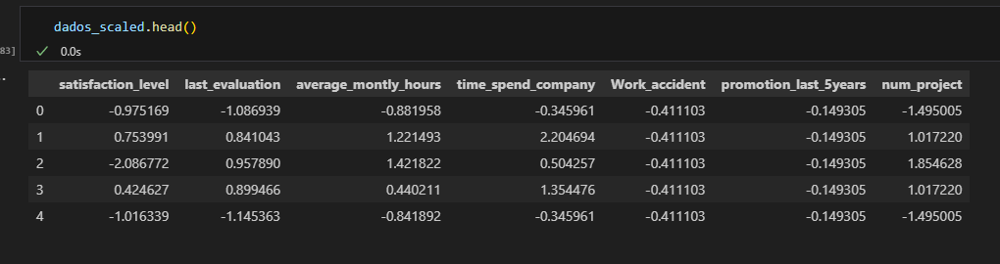 dados_scaled.head()
83]
✓ 0.0s
..
satisfaction_level last_evaluation average_montly_hours time_spend_company Work_accident promotion_last_5years num_project
0 -0.975169 -1.086939 -0.881958 -0.345961 -0.411103 -0.149305 -1.495005
1 0.753991 0.841043 1.221493 2.204694 -0.411103 -0.149305 1.017220
2 -2.086772 0.957890 1.421822 0.504257 -0.411103 -0.149305 1.854628
3 0.424627 0.899466 0.440211 1.354476 -0.411103 -0.149305 1.017220
4 -1.016339 -1.145363 -0.841892 -0.345961 -0.411103 -0.149305 -1.495005